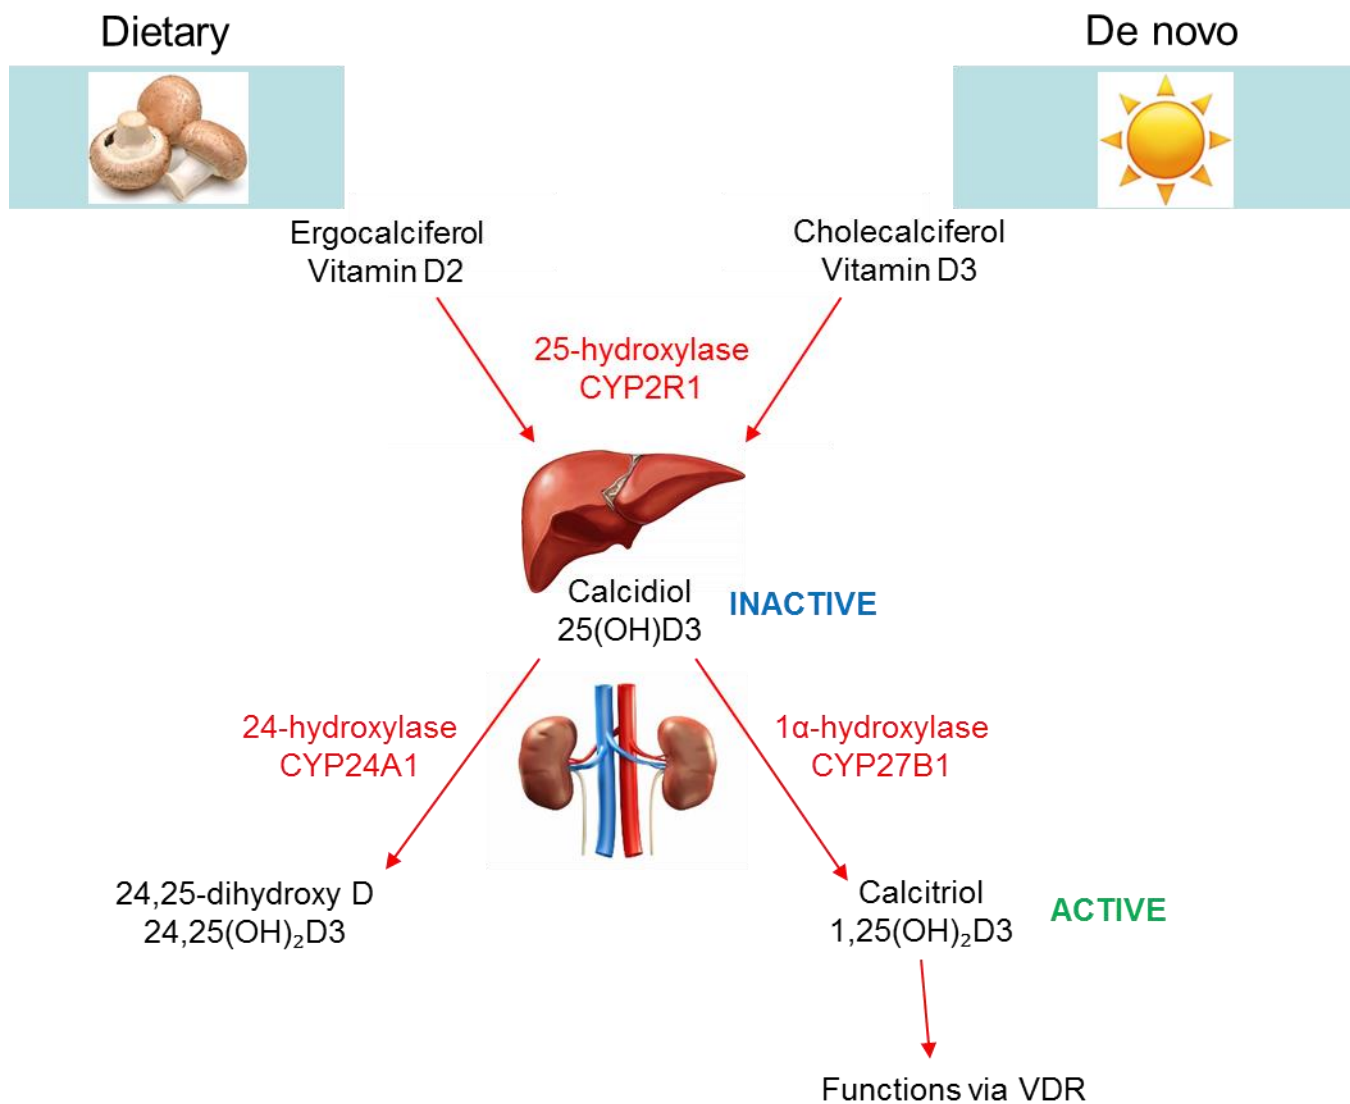 Dietary
De novo
Ergocalciferol
Vitamin D2
Cholecalciferol
Vitamin D3
25-hydroxylase
CYP2R1
Calcidiol
25(OH)D3
INACTIVE
24-hydroxylase
CYP24A1
1α-hydroxylase
CYP27B1
24,25-dihydroxy D
24,25(OH)₂D3
Calcitriol
1,25(OH)₂D3
ACTIVE
Functions via VDR